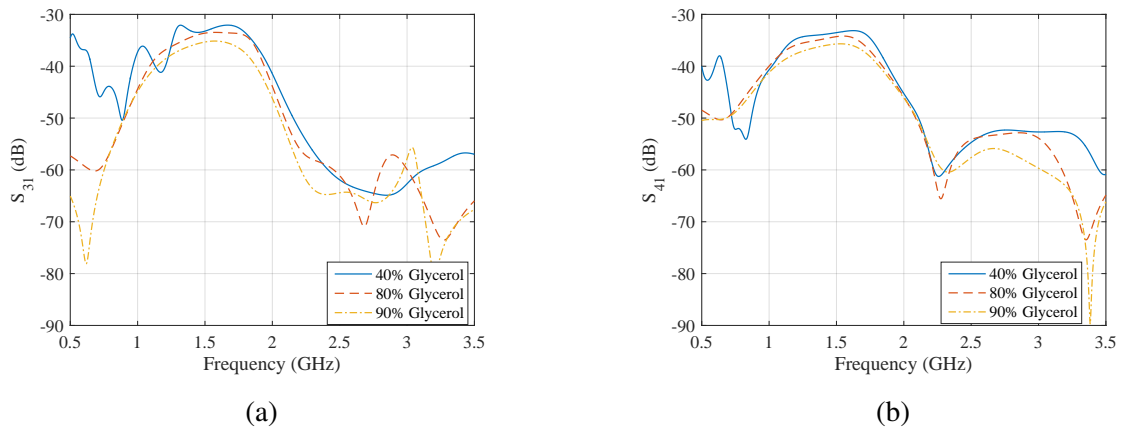 -30
-40
-50
-60
-70
-80
-90
S31 (dB)
0.5 1 1.5 2 2.5 3 3.5
Frequency (GHz)
40% Glycerol
80% Glycerol
90% Glycerol
(a)
-30
-40
-50
-60
-70
-80
-90
S41 (dB)
0.5 1 1.5 2 2.5 3 3.5
Frequency (GHz)
40% Glycerol
80% Glycerol
90% Glycerol
(b)